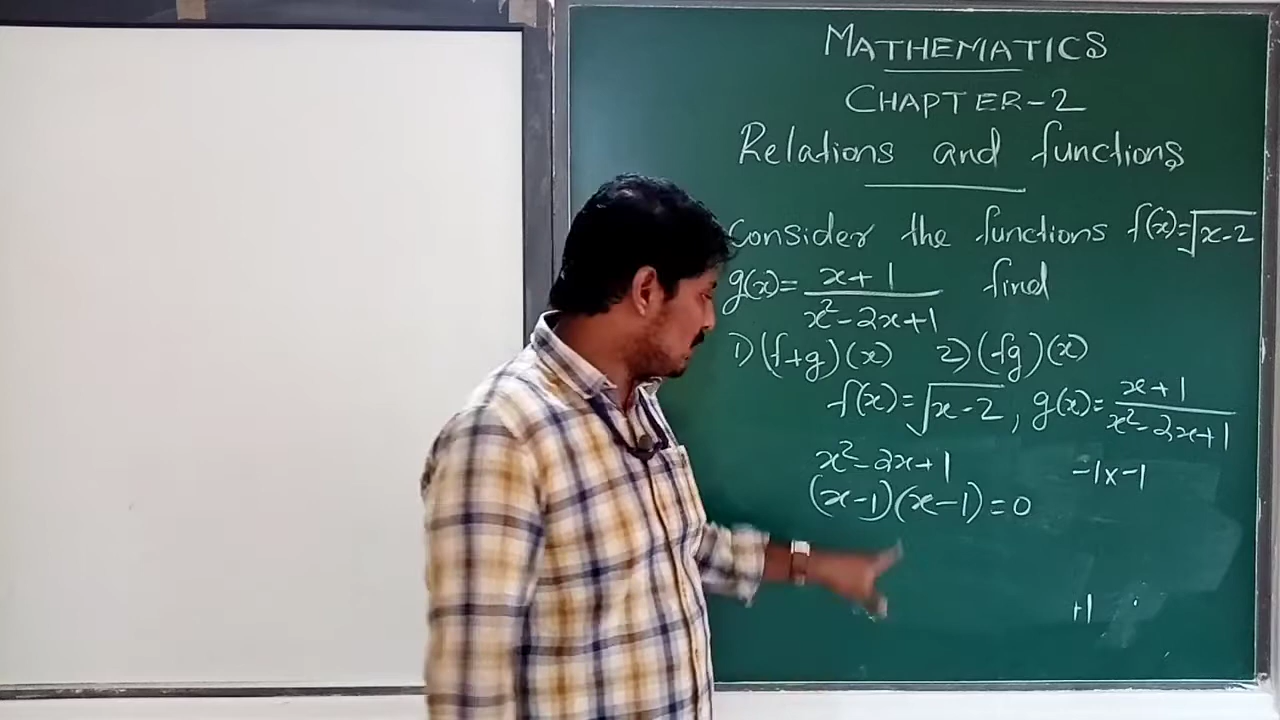 MATHEMATICS
CHAPTER-2
Relations and functions
Consider the functions f(x)=√x-2
g(x)= x+1/x²-2x+1 find
1)(f+g)(x) 2)(fg)(x)
f(x)=√x-2, g(x)= x+1/x²-2x+1
x²-2x+1 -1x-1
(x-1)(x-1)=0
+1